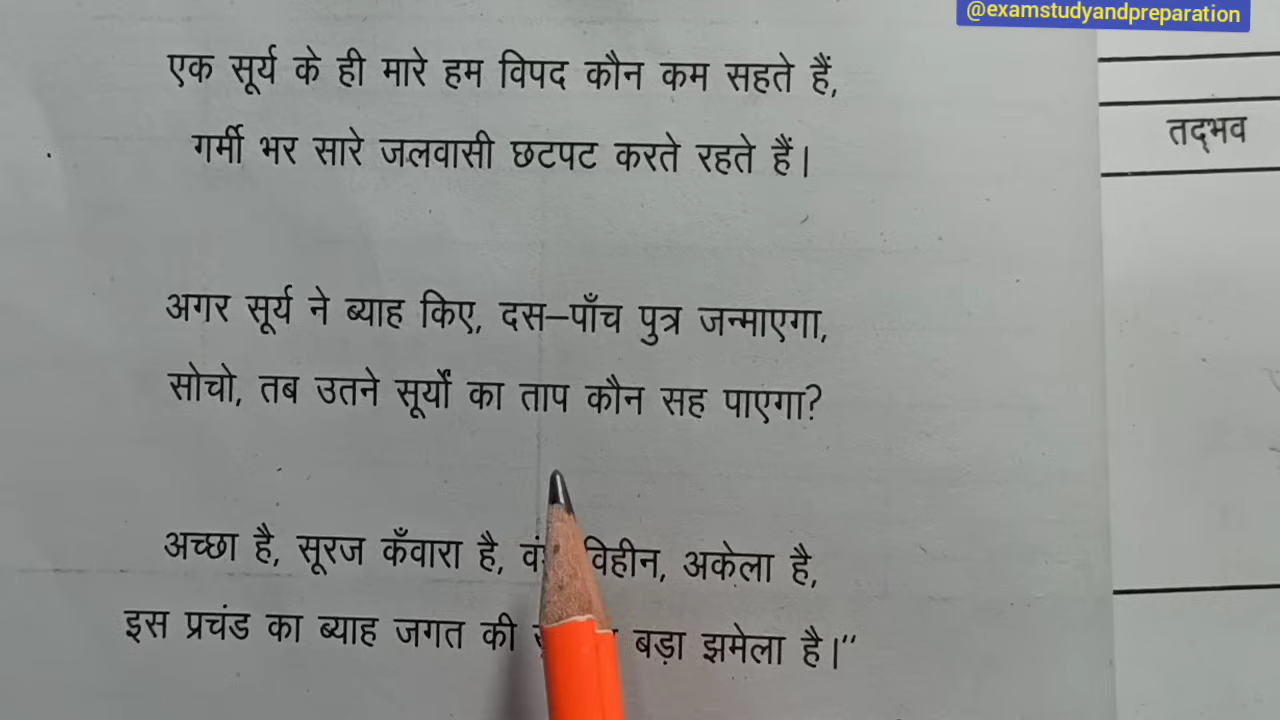 @examstudyandpreparation
एक सूर्य के ही मारे हम विपद कौन कम सहते हैं,
गर्मी भर सारे जलवासी छटपट करते रहते हैं।
तद्भव
अगर सूर्य ने ब्याह किए, दस–पाँच पुत्र जन्माएगा,
सोचो, तब उतने सूर्यों का ताप कौन सह पाएगा?
अच्छा है, सूरज कँवारा है, विहीन, अकेला है,
इस प्रचंड का ब्याह जगत की बड़ा झमेला है।”